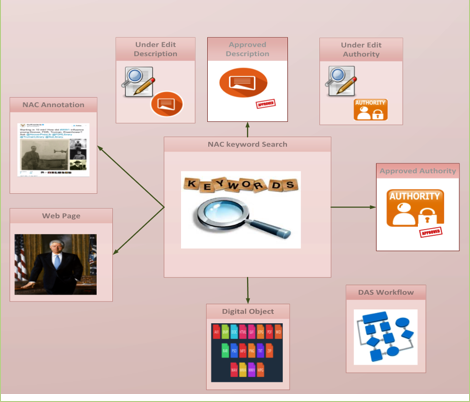 Under Edit
Description
Approved
Description
Under Edit
Authority
AUTHORITY
APPROVED
NAC Annotation
NAC keyword Search
KEYWORDS
Approved Authority
AUTHORITY
APPROVED
Web Page
Digital Object
DAS Workflow